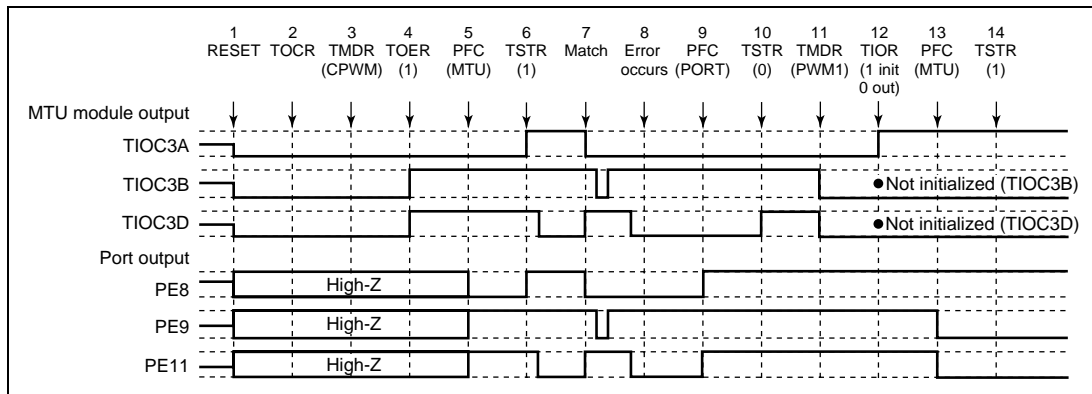 1 2 3 4 5 6 7 8 9 10 11 12 13 14
RESET TOCR TMDR TOER PFC TSTR Match Error PFC TSTR TMDR TIOR PFC TSTR
(CPWM) (1) (MTU) (1) occurs (PORT) (0) (PWM1) (1 init (MTU) (1)
0 out)
MTU module output
TIOC3A
TIOC3B
●Not initialized (TIOC3B)
TIOC3D
●Not initialized (TIOC3D)
Port output
PE8
High-Z
PE9
High-Z
PE11
High-Z